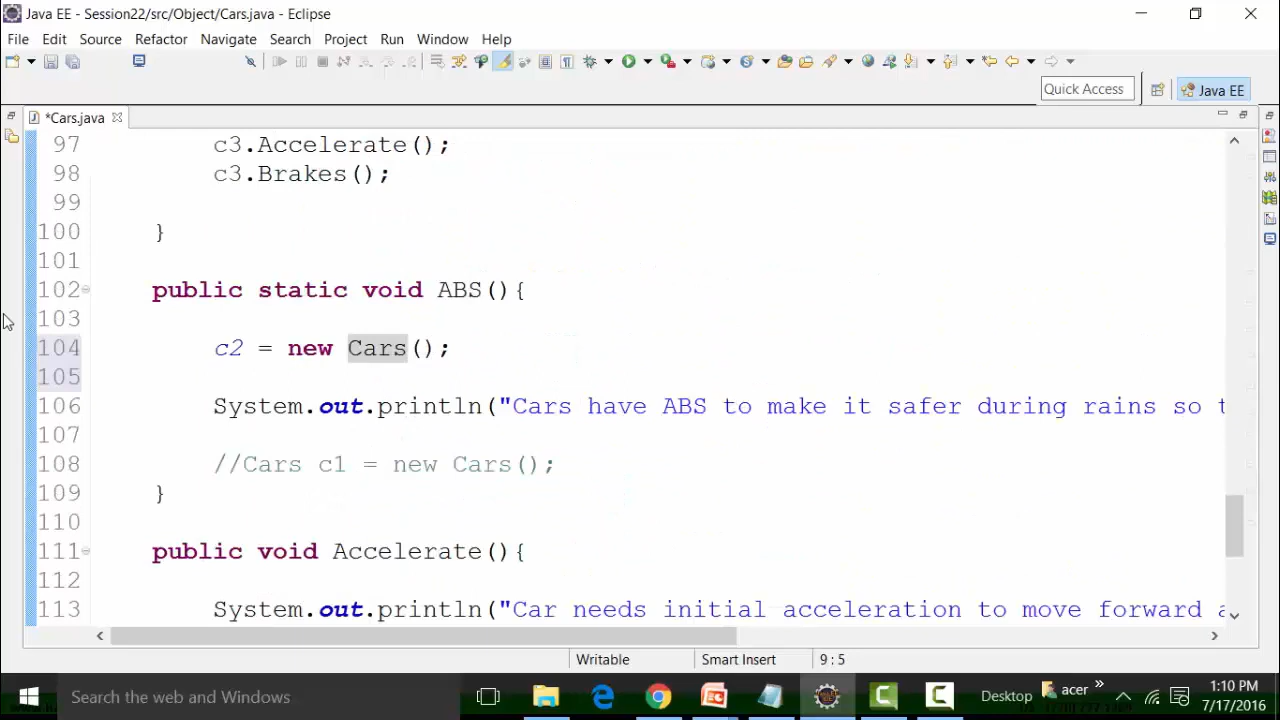 Java EE - Session22/src/Object/Cars.java - Eclipse
File Edit Source Refactor Navigate Search Project Run Window Help
Quick Access
Java EE
*Cars.java
97 c3.Accelerate();
98 c3.Brakes();
99
100 }
101
102 public static void ABS(){
103
104 c2 = new Cars();
105
106 System.out.println("Cars have ABS to make it safer during rains so t
107
108 //Cars c1 = new Cars();
109 }
110
111 public void Accelerate(){
112
113 System.out.println("Car needs initial acceleration to move forward a
Writable Smart Insert 9 : 5
Search the web and Windows
Desktop
acer
1:10 PM
7/17/2016